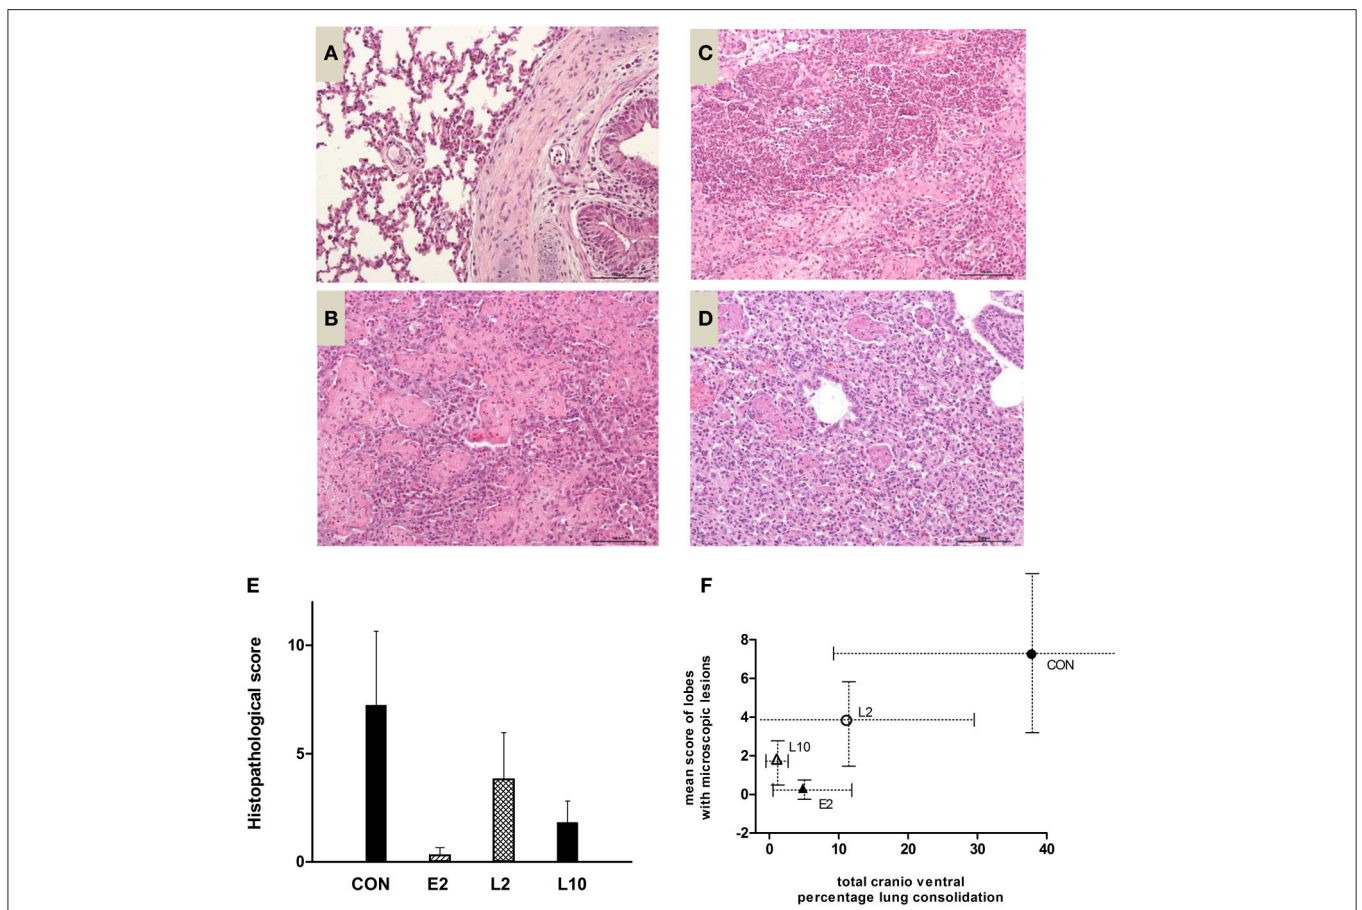 A
C
B
D
E
Histopathological score
10
5
0
CON E2 L2 L10
F
mean score of lobes
with microscopic lesions
8
6
4
2
0
-2
CON
L2
L10
E2
0 10 20 30 40
total cranio ventral
percentage lung consolidation